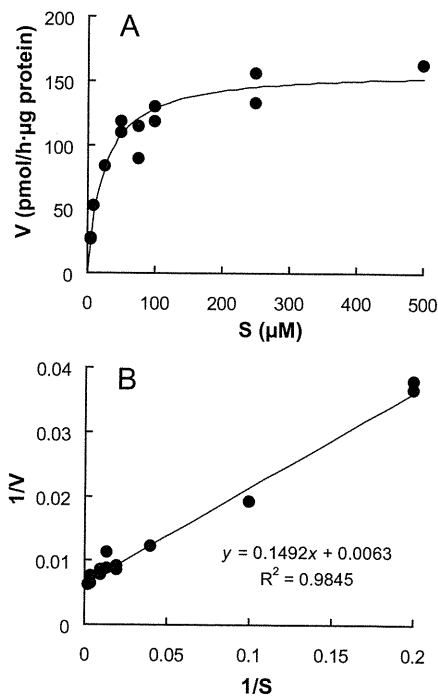 A
200
150
100
50
0
V (pmol/h·µg protein)
0 100 200 300 400 500
S (µM)
B
0.04
0.03
0.02
0.01
0
1/V
y = 0.1492x + 0.0063
R² = 0.9845
0 0.05 0.1 0.15 0.2
1/S